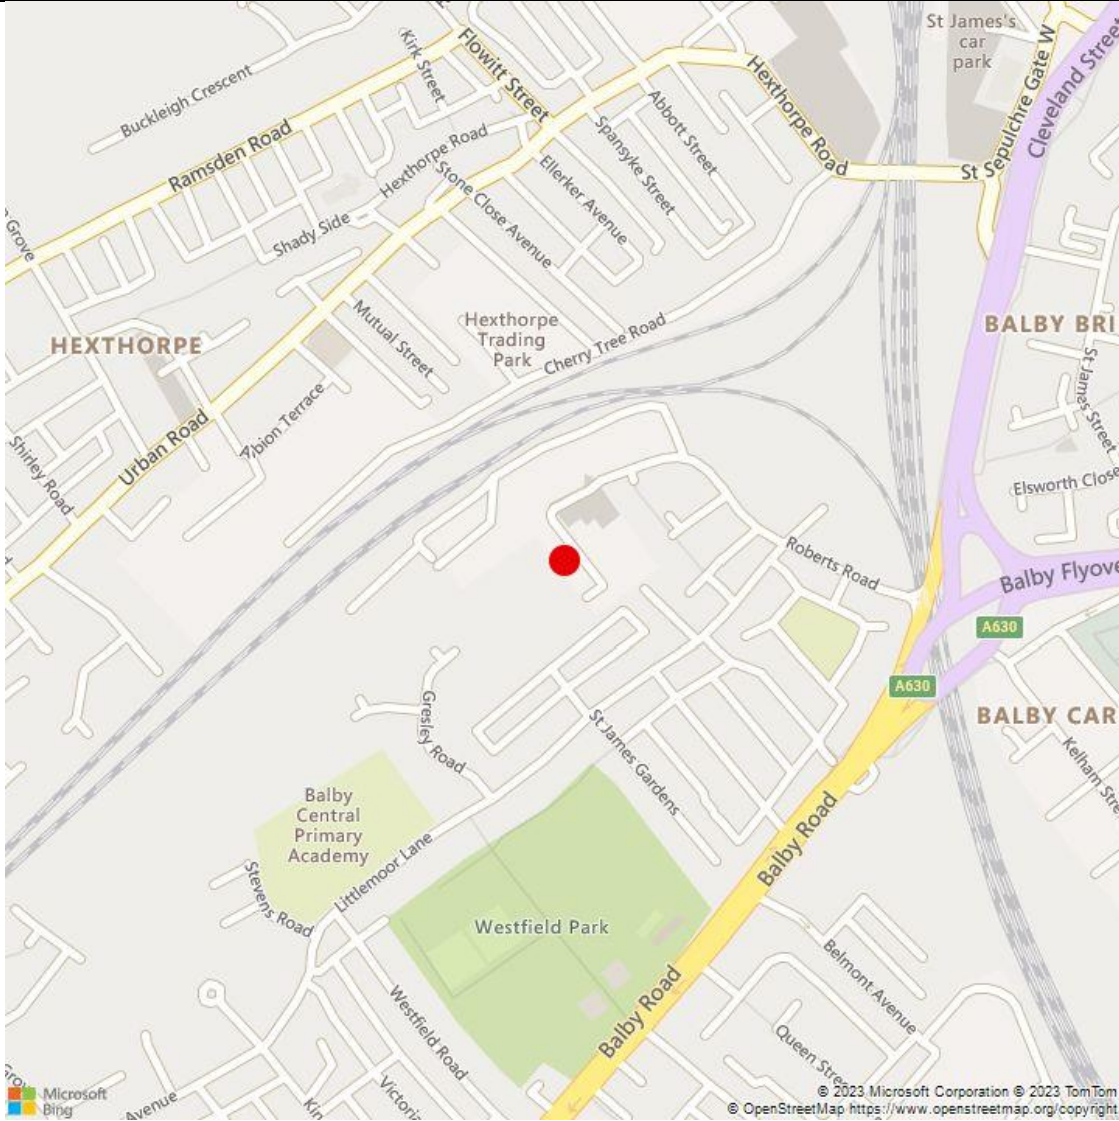 St James's
car
park
Cleveland Street
St Sepulchre Gate W
Kirk Street
Flowitt Street
Buckleigh Crescent
Ramsden Road
Hexthorpe Road
Abbott Street
Hexthorpe Road
Spansyke Street
Ellerker Avenue
Stone Close Avenue
Shady Side
Grove
HEXTHORPE
Mutual Street
Hexthorpe
Trading
Park
Cherry Tree Road
BALBY BRI
St James Street
Albion Terrace
Urban Road
Shirley Road
Elsworth Close
Roberts Road
Balby Flyove
A630
A630
BALBY CAR
Kelham Stre
Gresley Road
St James Gardens
Balby
Central
Primary
Academy
Littlemoor Lane
Stevens Road
Balby Road
Westfield Park
Belmont Avenue
Balby Road
Westfield Road
Queen Street
Victoria
Avenue
Microsoft
Bing
© 2023 Microsoft Corporation © 2023 TomTom
© OpenStreetMap https://www.openstreetmap.org/copyright